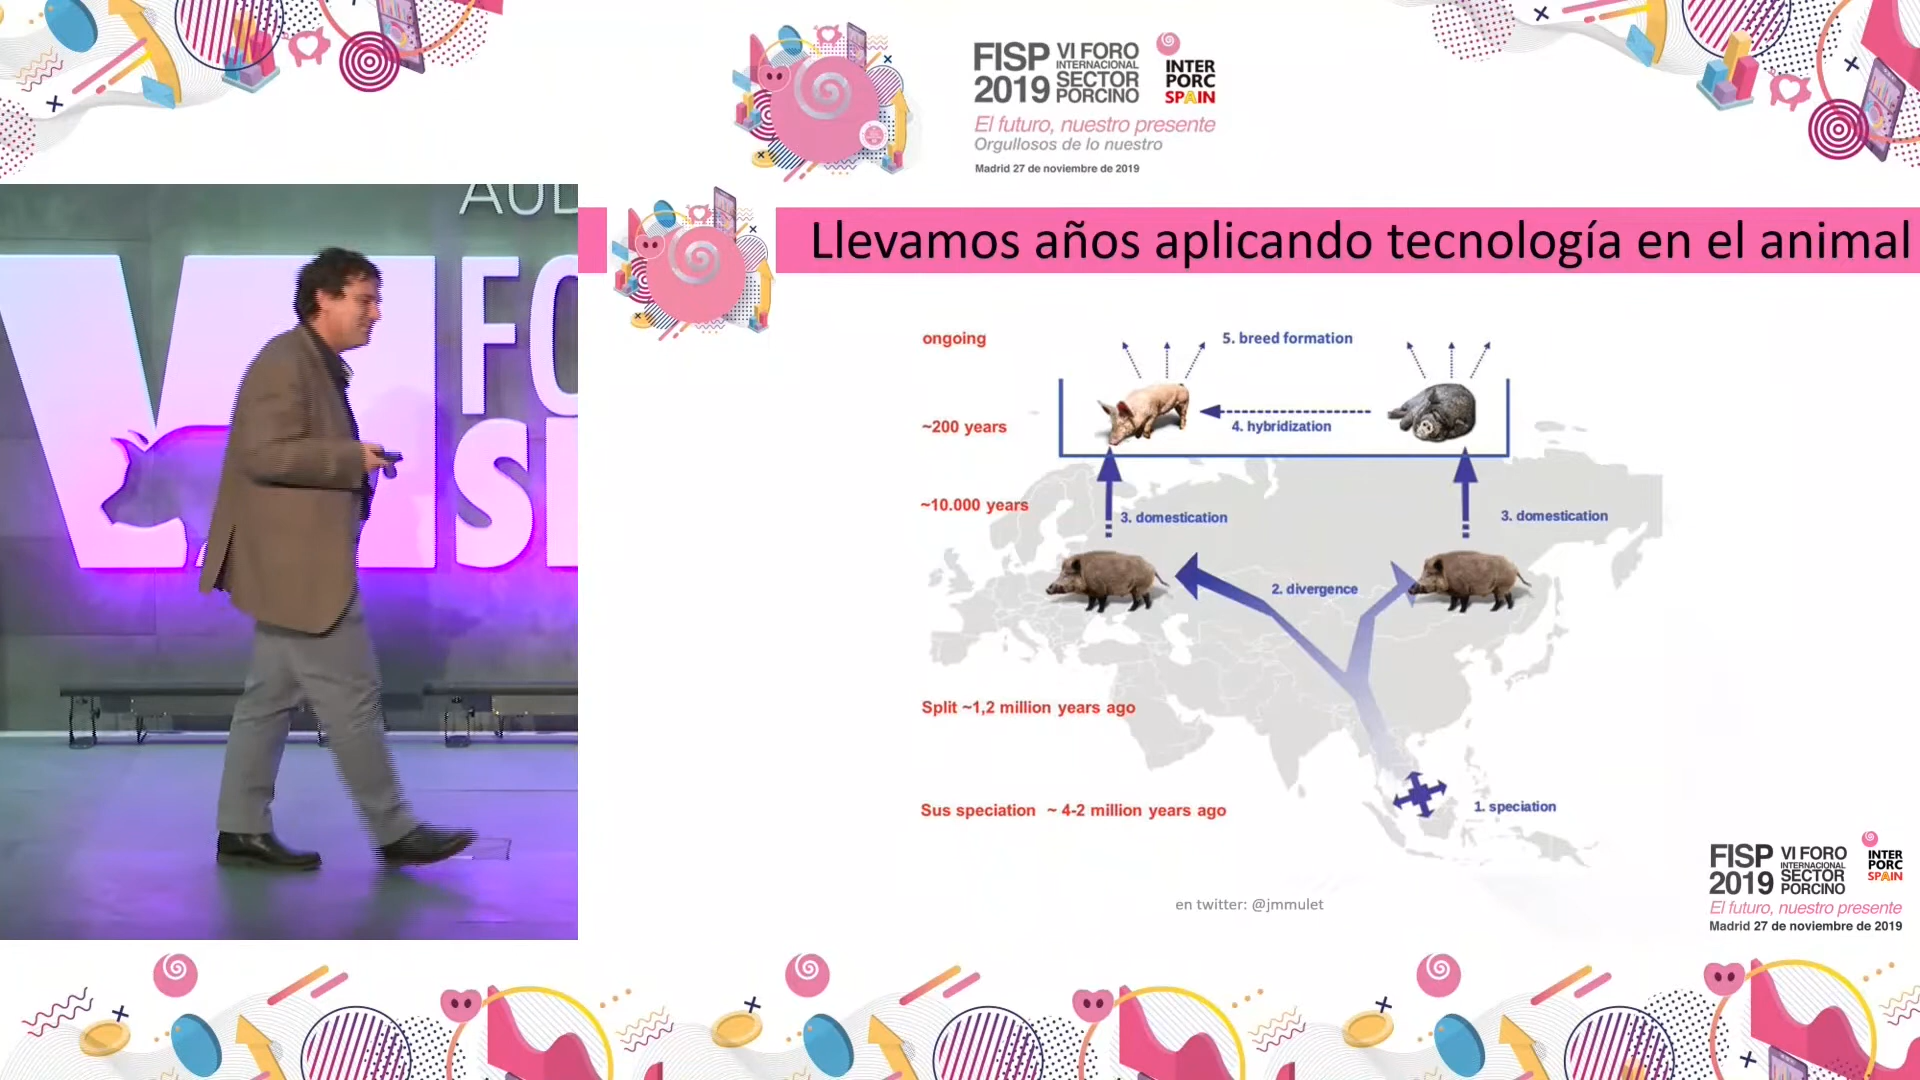 FISP
2019
VI FORO
INTERNACIONAL
SECTOR
PORCINO
INTER
PORC
SPAIN
El futuro, nuestro presente
Orgullosos de lo nuestro
Madrid 27 de noviembre de 2019
AUD
VI FO
SE
Llevamos años aplicando tecnología en el animal
ongoing
5. breed formation
~200 years
4. hybridization
~10.000 years
3. domestication
3. domestication
2. divergence
Split ~1,2 million years ago
Sus speciation ~ 4-2 million years ago
1. speciation
en twitter: @jmmulet
FISP
2019
VI FORO
INTERNACIONAL
SECTOR
PORCINO
INTER
PORC
SPAIN
El futuro, nuestro presente
Madrid 27 de noviembre de 2019